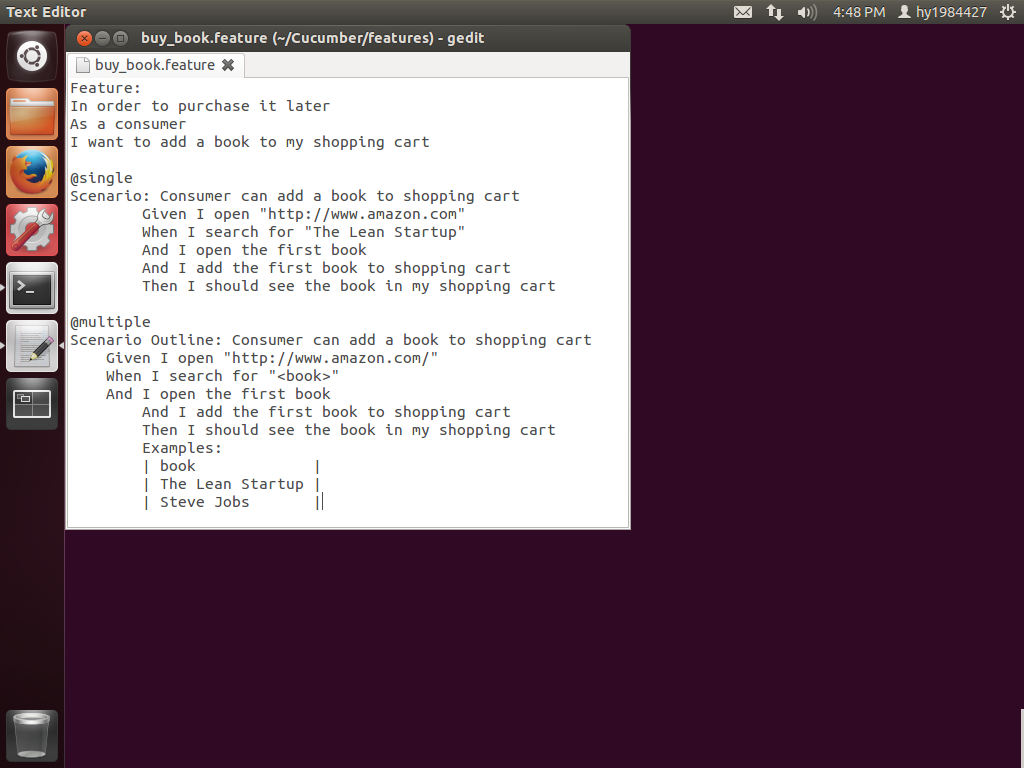 Text Editor
4:48 PM
hy1984427
buy_book.feature (~/Cucumber/features) - gedit
buy_book.feature
Feature:
In order to purchase it later
As a consumer
I want to add a book to my shopping cart
@single
Scenario: Consumer can add a book to shopping cart
Given I open "http://www.amazon.com"
When I search for "The Lean Startup"
And I open the first book
And I add the first book to shopping cart
Then I should see the book in my shopping cart
@multiple
Scenario Outline: Consumer can add a book to shopping cart
Given I open "http://www.amazon.com/"
When I search for "<book>"
And I open the first book
And I add the first book to shopping cart
Then I should see the book in my shopping cart
Examples:
| book             |
| The Lean Startup |
| Steve Jobs       |